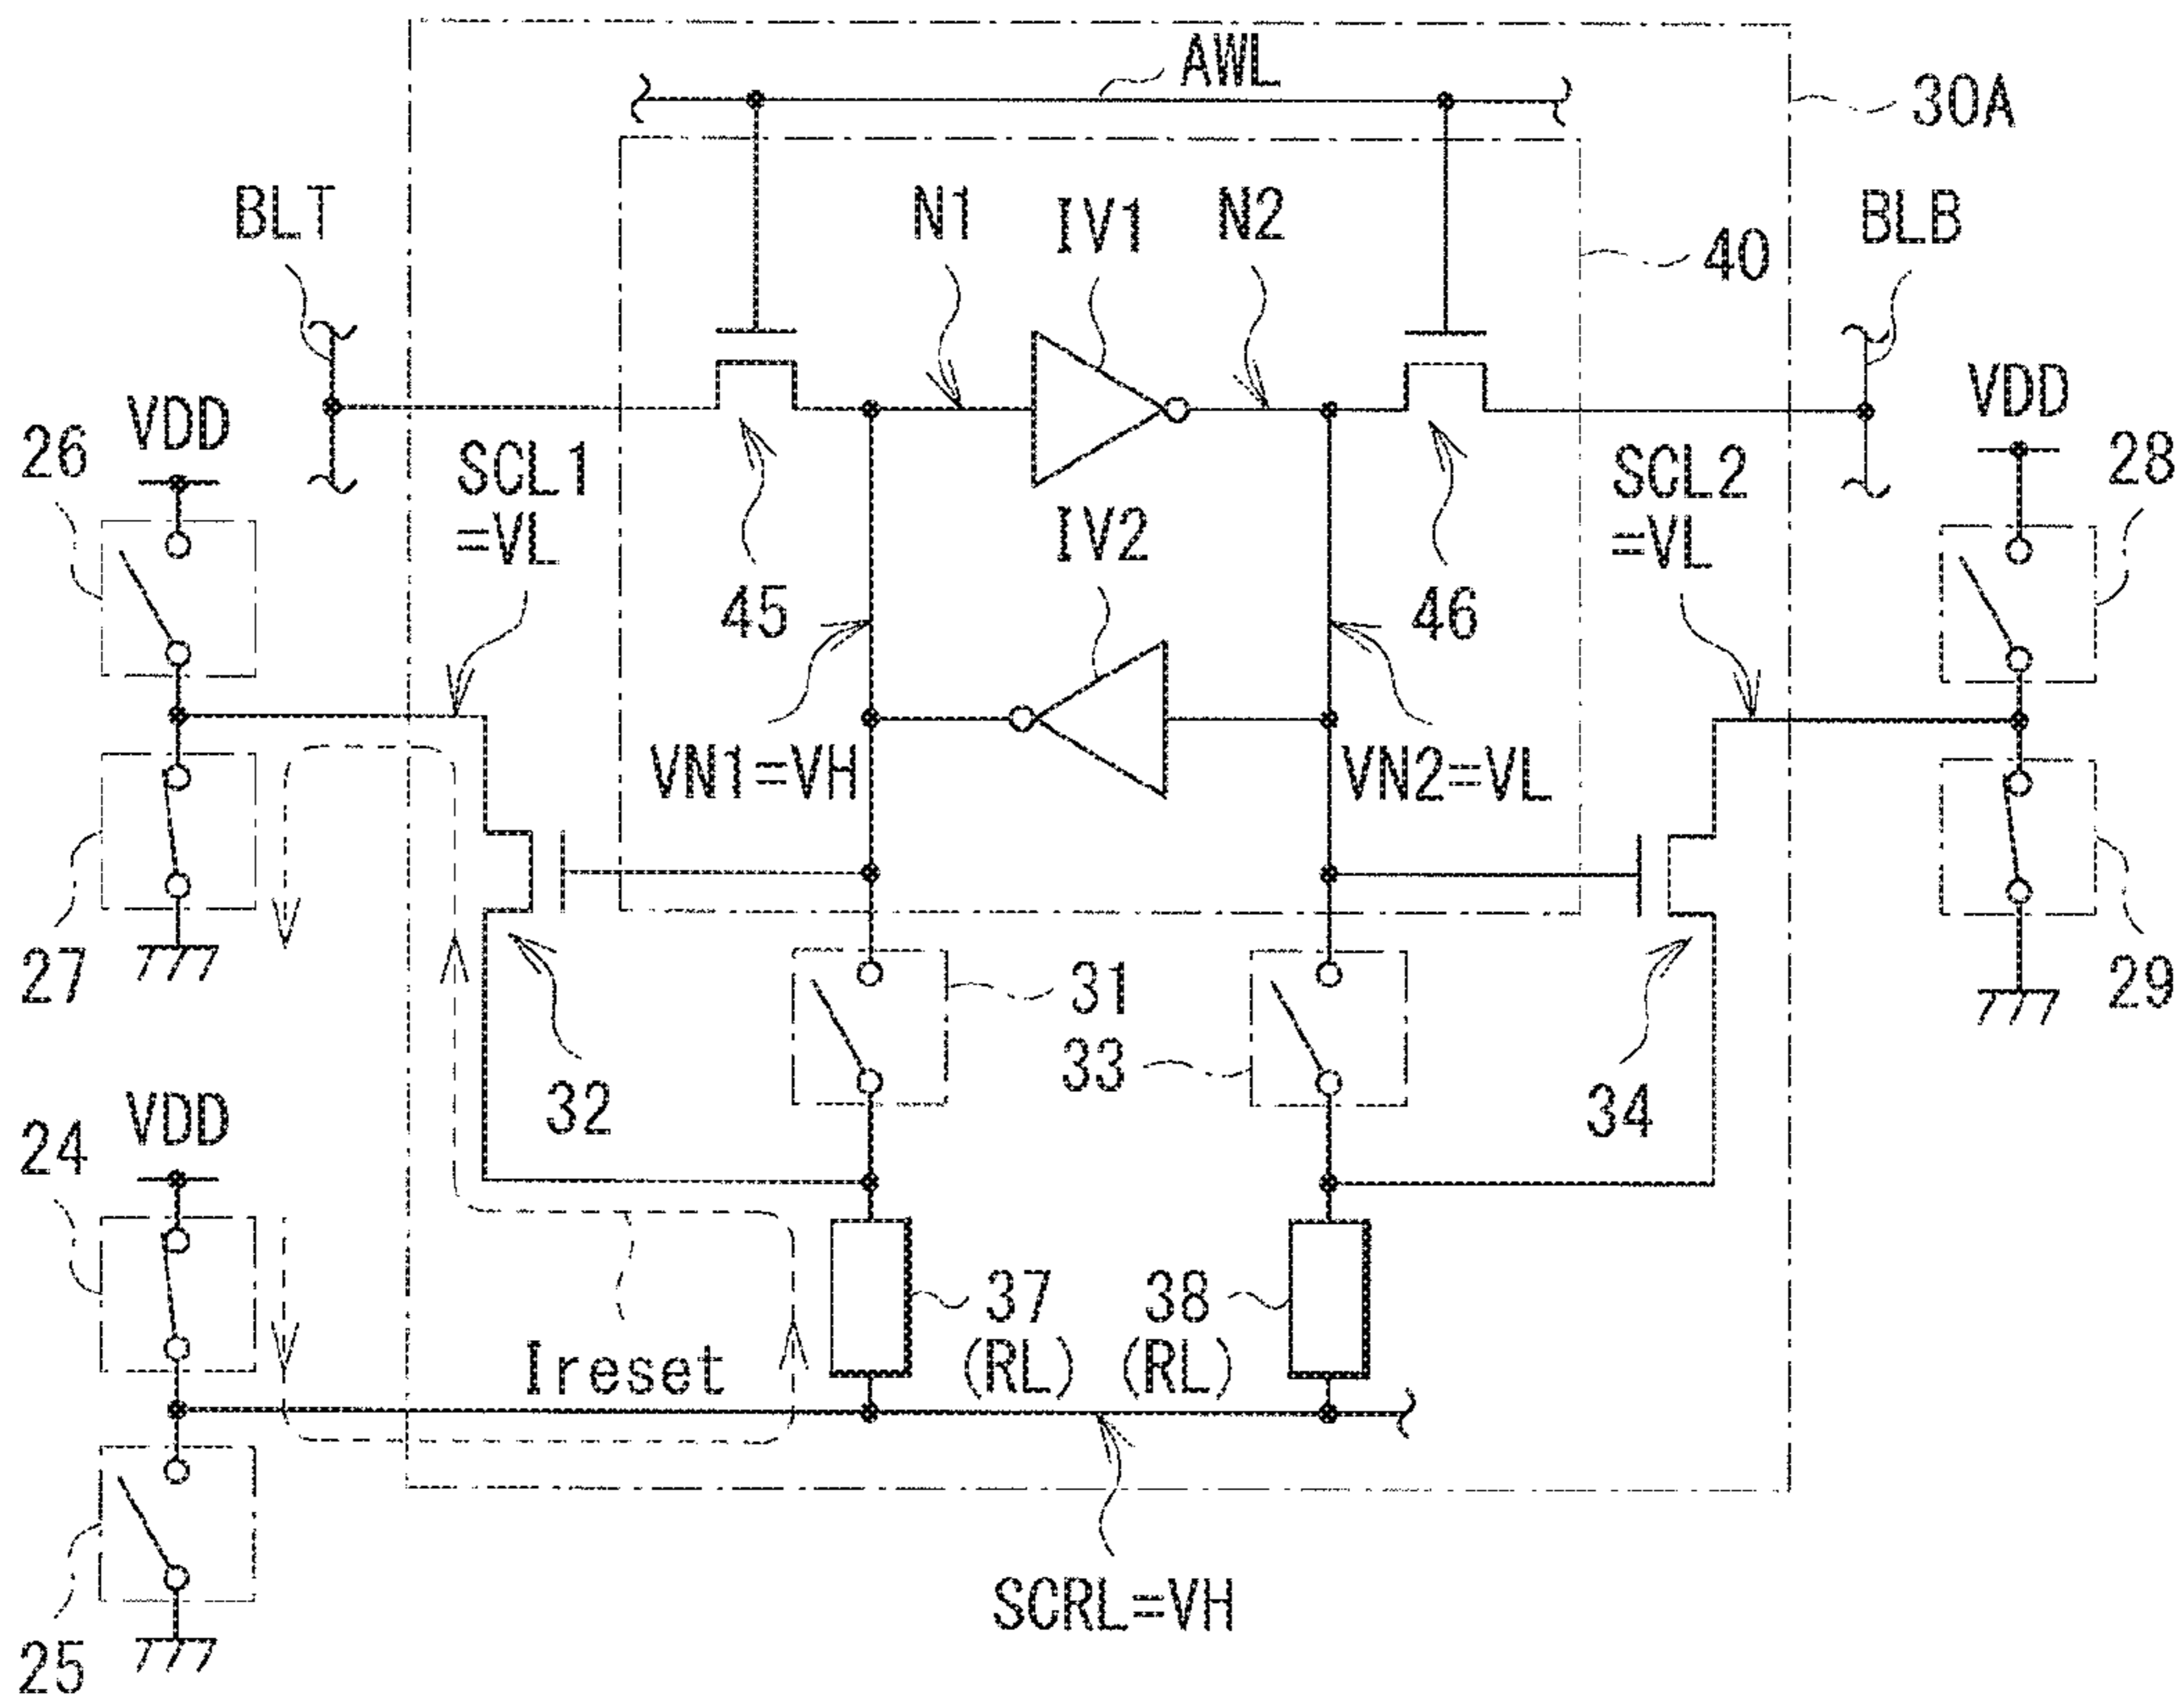 AWL
30A
BLT
N1
IV1
N2
BLB
40
VDD
26
SCL1
=VL
45
IV2
46
SCL2
=VL
VDD
28
VN1=VH
VN2=VL
27
31
29
33
32
34
VDD
24
37
(RL)
38
(RL)
Ireset
25
SCRL=VH